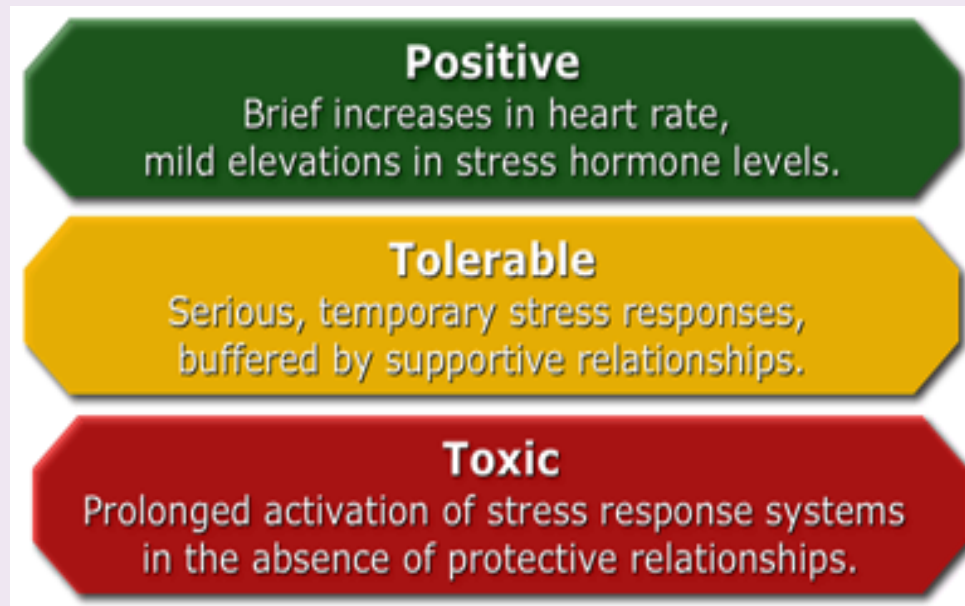 Positive
Brief increases in heart rate,
mild elevations in stress hormone levels.
Tolerable
Serious, temporary stress responses,
buffered by supportive relationships.
Toxic
Prolonged activation of stress response systems
in the absence of protective relationships.